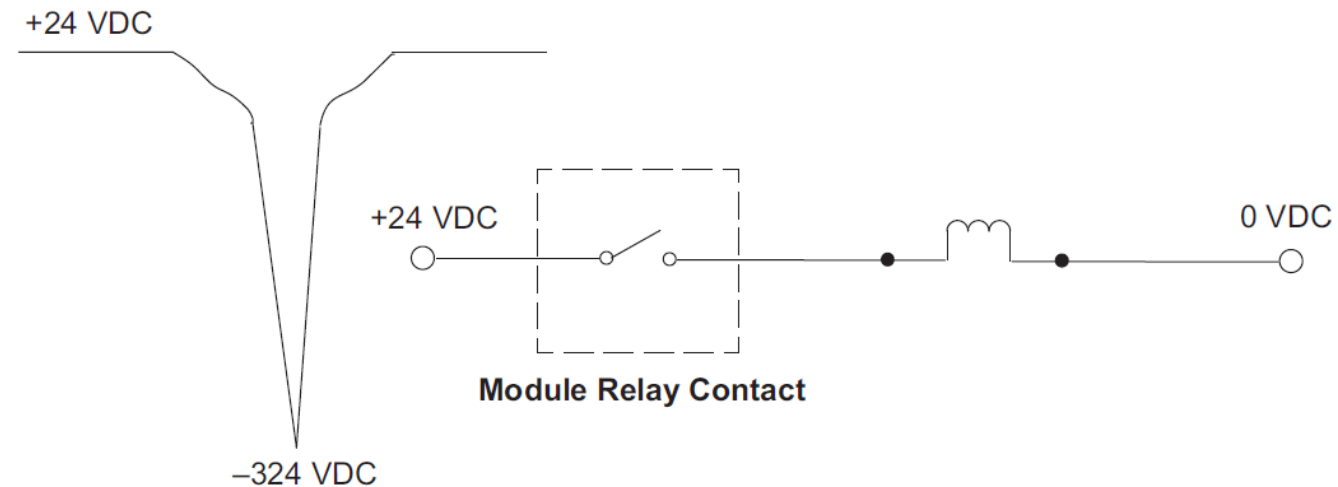 +24 VDC
+24 VDC
0 VDC
Module Relay Contact
–324 VDC